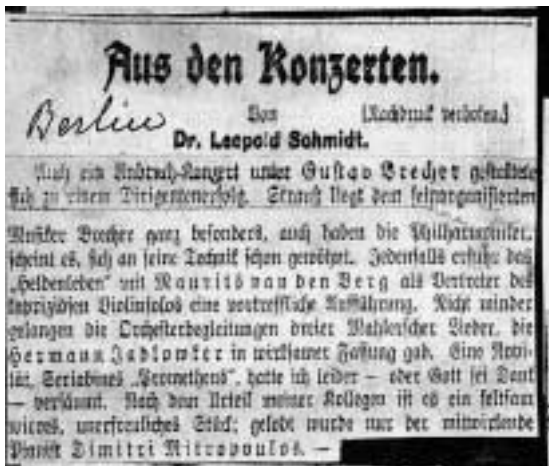 Aus den Konzerten.
Berlin
Von [Nachdruck verboten.]
Dr. Leopold Schmidt.
Auch ein Andrach-Konzert unter Gustav Brecher gestaltete
sich zu einem Dirigentenerfolg. Strauß liegt dem feinorganisierten
Musiker Brecher ganz besonders, auch haben die Philharmoniker,
scheint es, sich an seine Technik schon gewöhnt. Jedenfalls erfuhr das
„Heldenleben“ mit Maurits van den Berg als Vertreter des
kapriziösen Violinsolos eine vortreffliche Aufführung. Nicht minder
gelangen die Orchesterbegleitungen dreier Mahlerscher Lieder, die
Hermann Jadlowker in wirksamer Fassung gab. Eine Novi-
tät, Scriabines „Prometheus“, hatte ich leider — oder Gott sei Dank
— versäumt. Nach dem Urteil meiner Kollegen ist es ein seltsam
wirres, unerfreuliches Stück; gelobt wurde nur der mitwirkende
Pianist Dimitri Mitropoulos. —